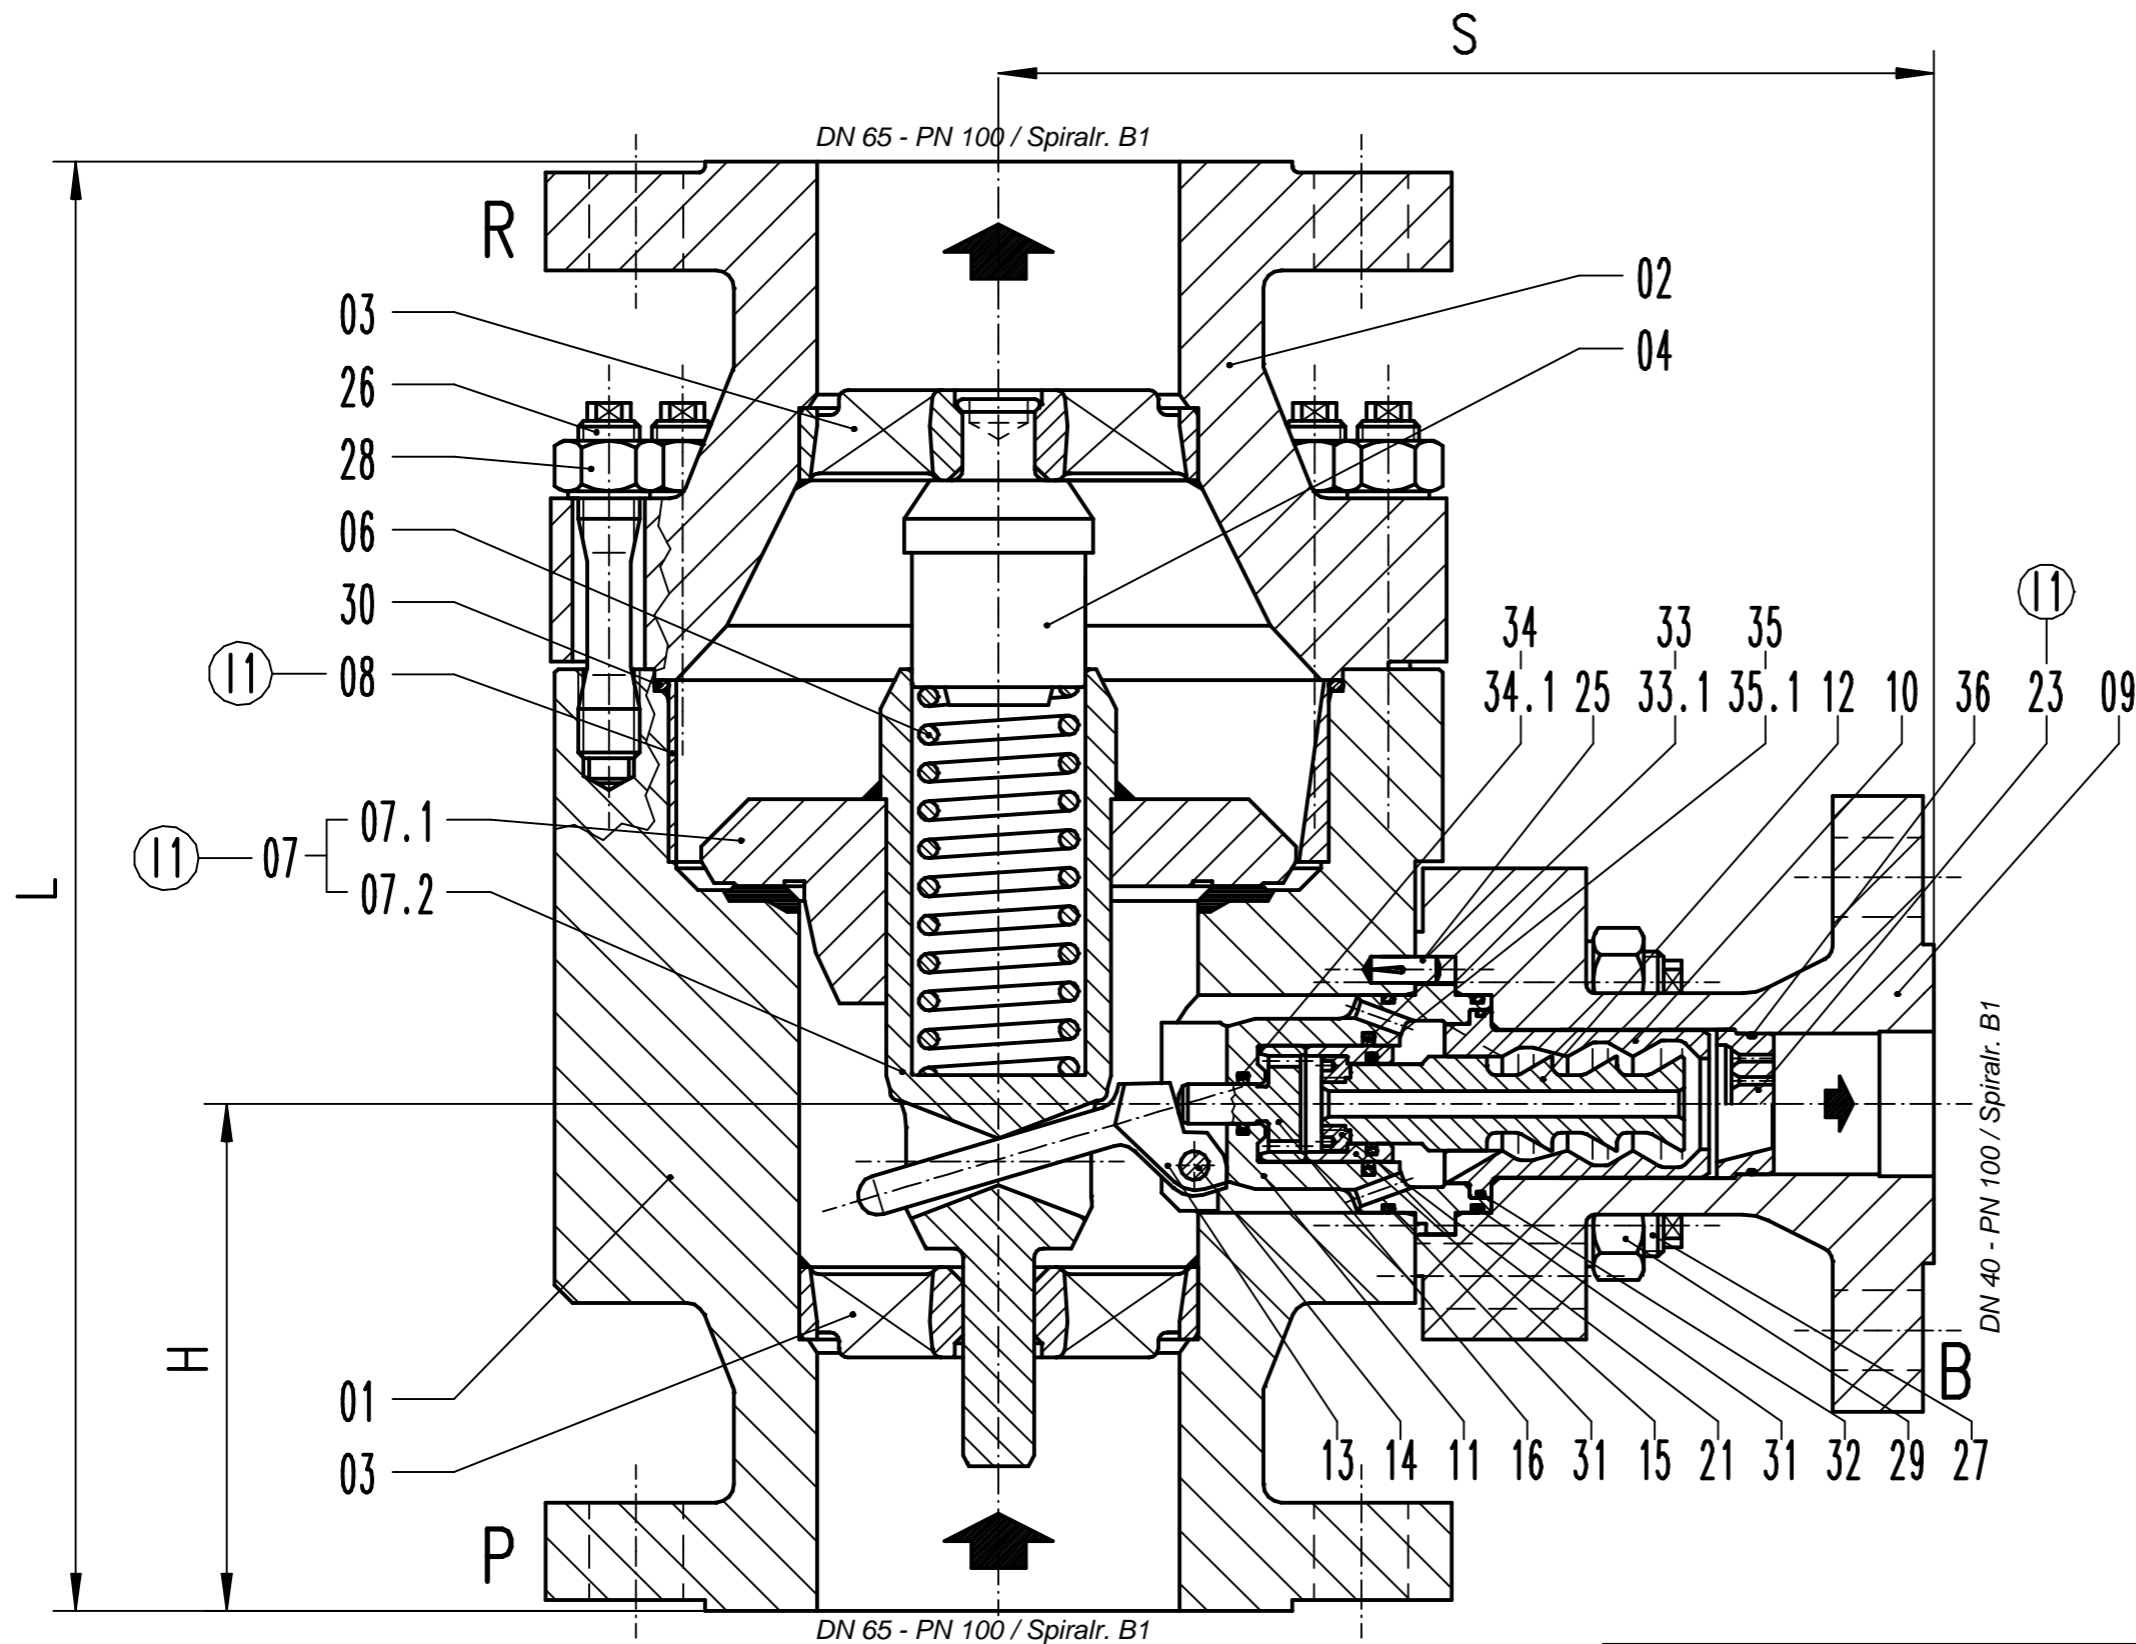 S
DN 65 - PN 100 / Spiralr. B1
R
03
02
26
04
28
06
30
11
08
34
33
35
34.1 25 33.1 35.1 12 10 36 23 09
11
07.1
11
07
07.2
L
H
DN 40 - PN 100 / Spiralr. B1
B
01
03
13 14 11 16 31 15 21 31 32 29 27
P
DN 65 - PN 100 / Spiralr. B1